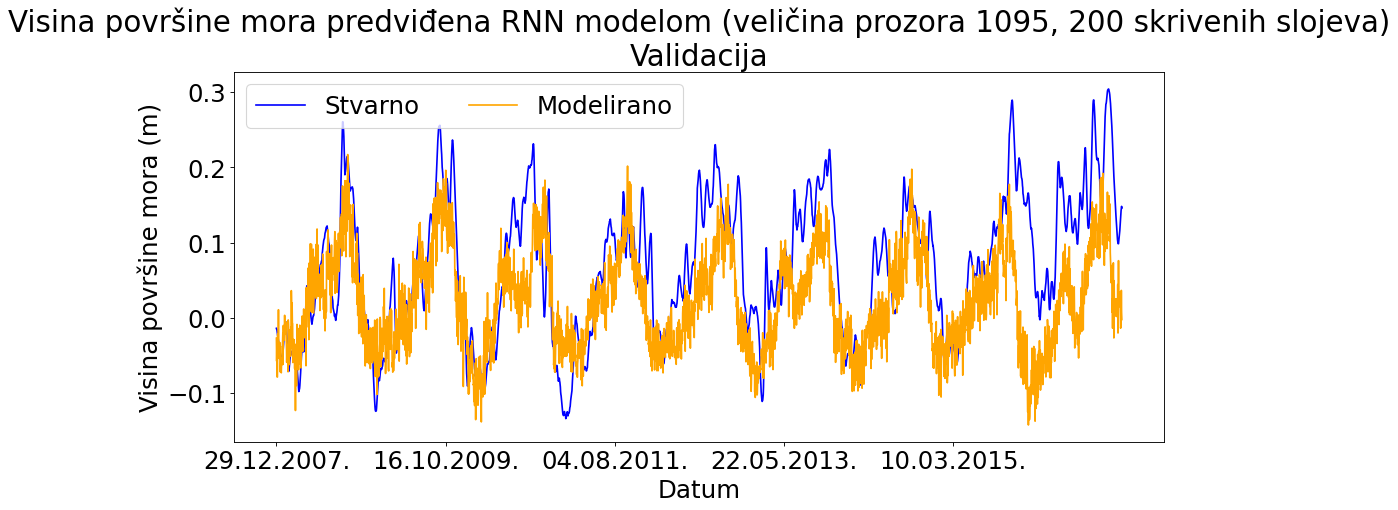 Visina površine mora predviđena RNN modelom (veličina prozora 1095, 200 skrivenih slojeva)
Validacija
Stvarno
Modelirano
Visina površine mora (m)
0.3
0.2
0.1
0.0
−0.1
29.12.2007.
16.10.2009.
04.08.2011.
22.05.2013.
10.03.2015.
Datum